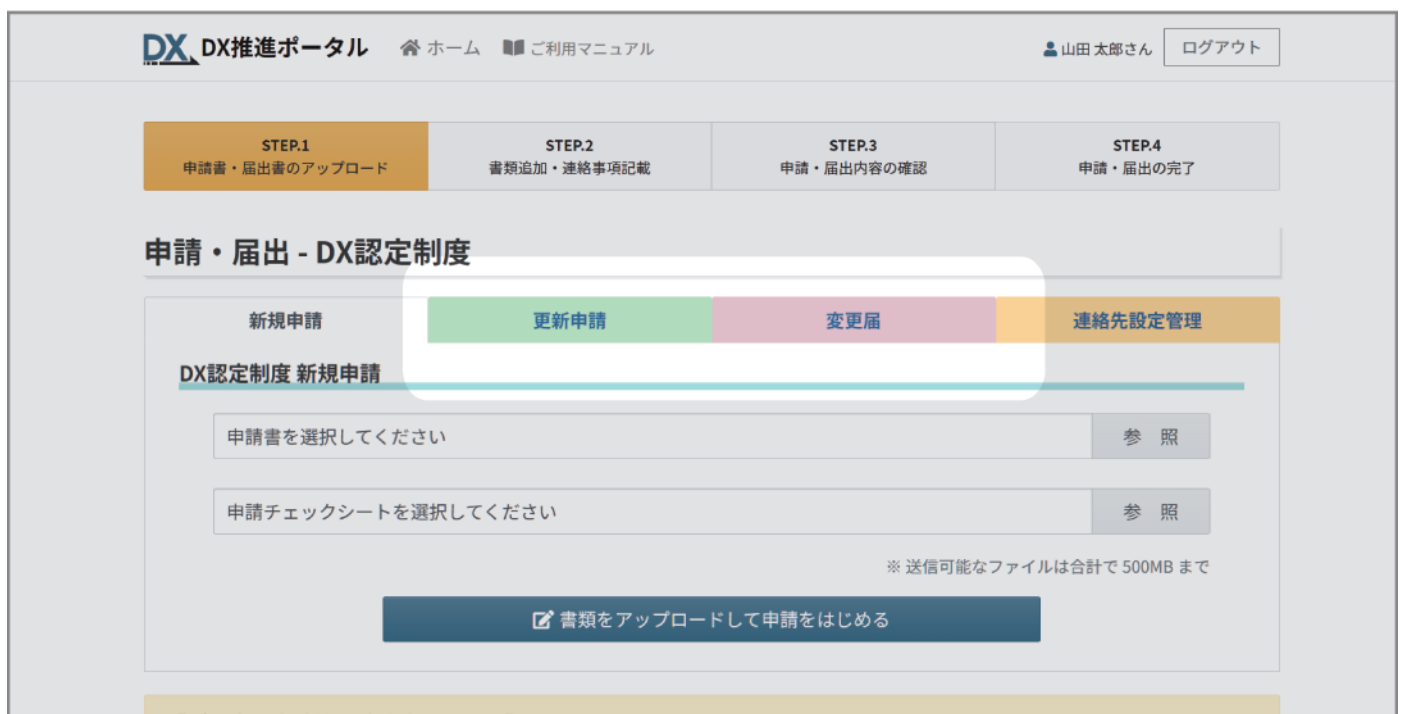 DX DX推進ポータル ホーム ご利用マニュアル 山田 太郎さん ログアウト
STEP.1
申請書・届出書のアップロード
STEP.2
書類追加・連絡事項記載
STEP.3
申請・届出内容の確認
STEP.4
申請・届出の完了
申請・届出 - DX認定制度
新規申請 更新申請 変更届 連絡先設定管理
DX認定制度 新規申請
申請書を選択してください 参 照
申請チェックシートを選択してください 参 照
※ 送信可能なファイルは合計で 500MB まで
書類をアップロードして申請をはじめる